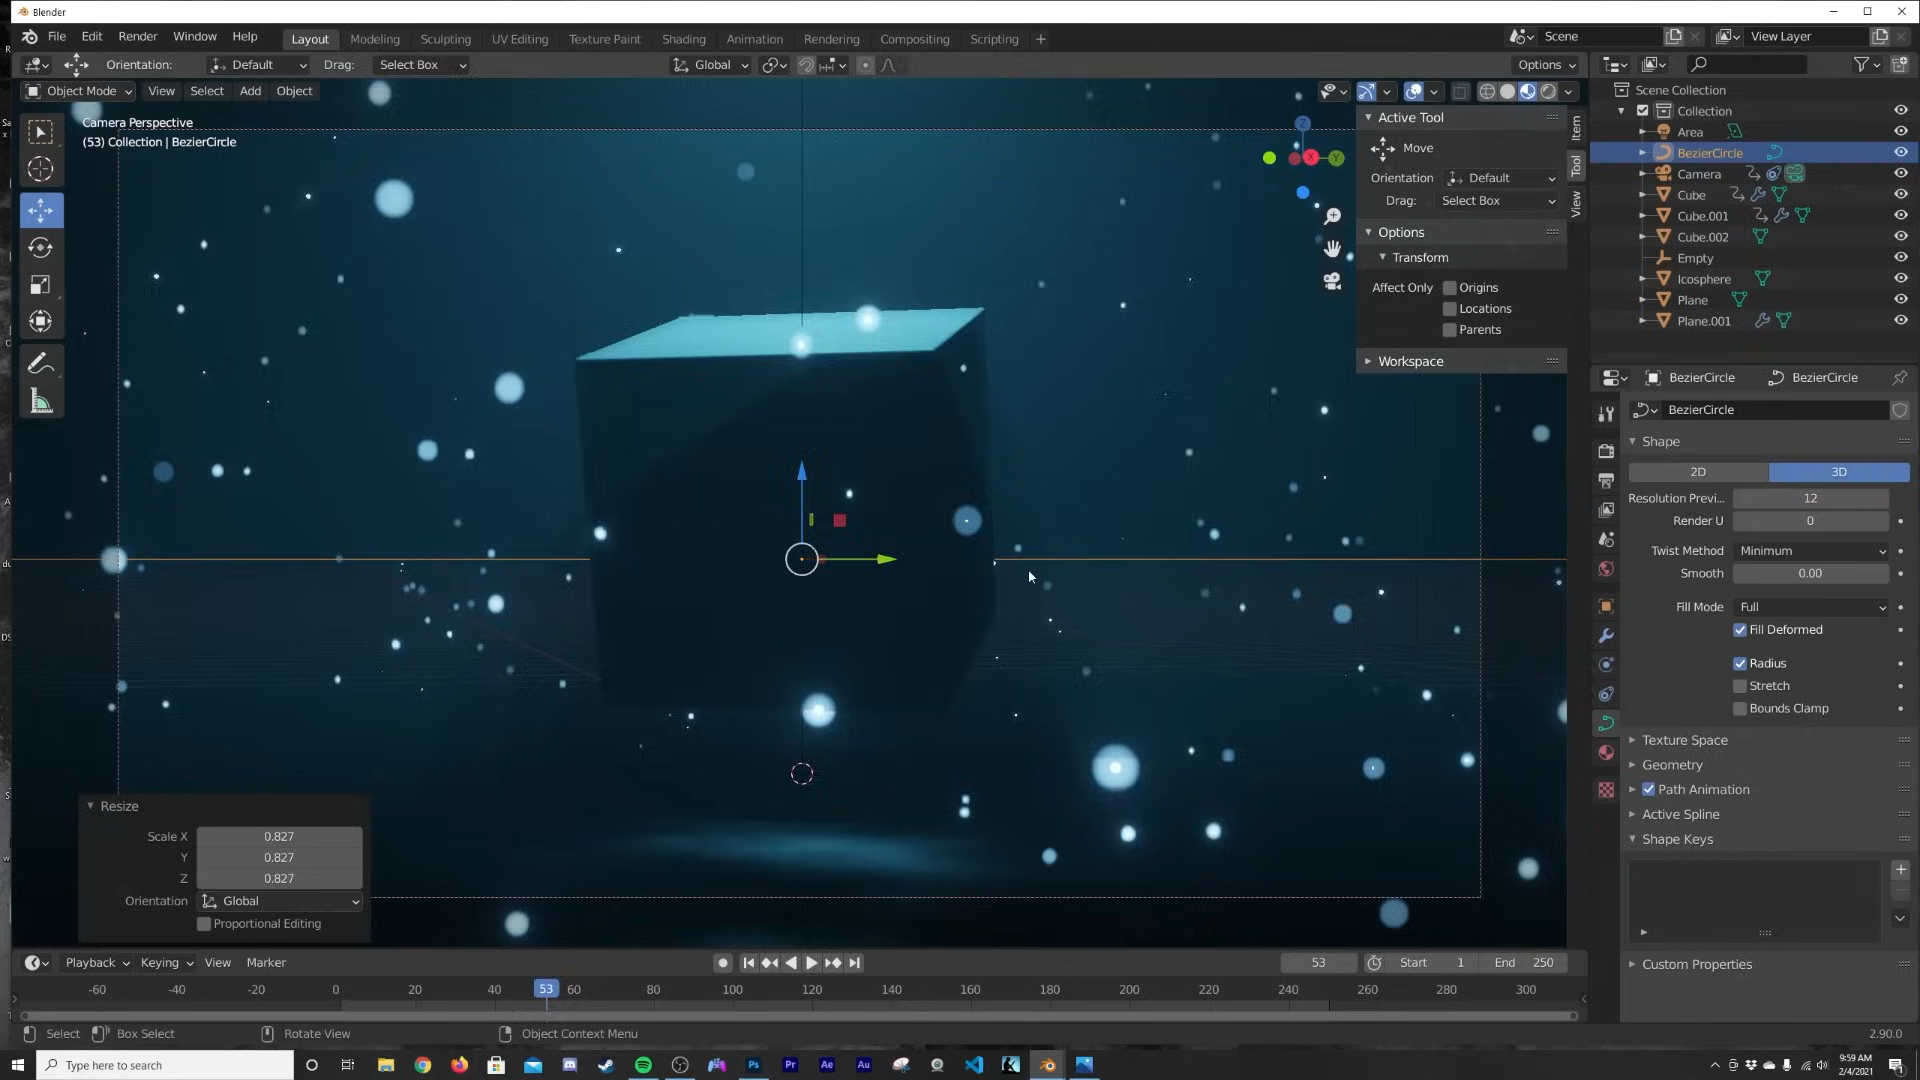 Blender
File Edit Render Window Help
Layout Modeling Sculpting UV Editing Texture Paint Shading Animation Rendering Compositing Scripting +
Scene
View Layer
Orientation: Default Drag: Select Box
Global
Options
Object Mode View Select Add Object
Camera Perspective
(53) Collection | BezierCircle
Z
X
Y
Active Tool
Move
Orientation Default
Drag: Select Box
Options
Transform
Affect Only Origins
Locations
Parents
Workspace
Item
Tool
View
Scene Collection
Collection
Area
BezierCircle
Camera
Cube
Cube.001
Cube.002
Empty
Icosphere
Plane
Plane.001
BezierCircle BezierCircle
BezierCircle
Shape
2D 3D
Resolution Previ... 12
Render U 0
Twist Method Minimum
Smooth 0.00
Fill Mode Full
Fill Deformed
Radius
Stretch
Bounds Clamp
Texture Space
Geometry
Path Animation
Active Spline
Shape Keys
Custom Properties
Resize
Scale X 0.827
Y 0.827
Z 0.827
Orientation Global
Proportional Editing
Playback Keying View Marker
53 Start 1 End 250
-60 -40 -20 0 20 40 53 60 80 100 120 140 160 180 200 220 240 260 280 300
Select Box Select Rotate View Object Context Menu
2.90.0
Type here to search
Ps Pr Ae Au
9:59 AM
2/4/2021